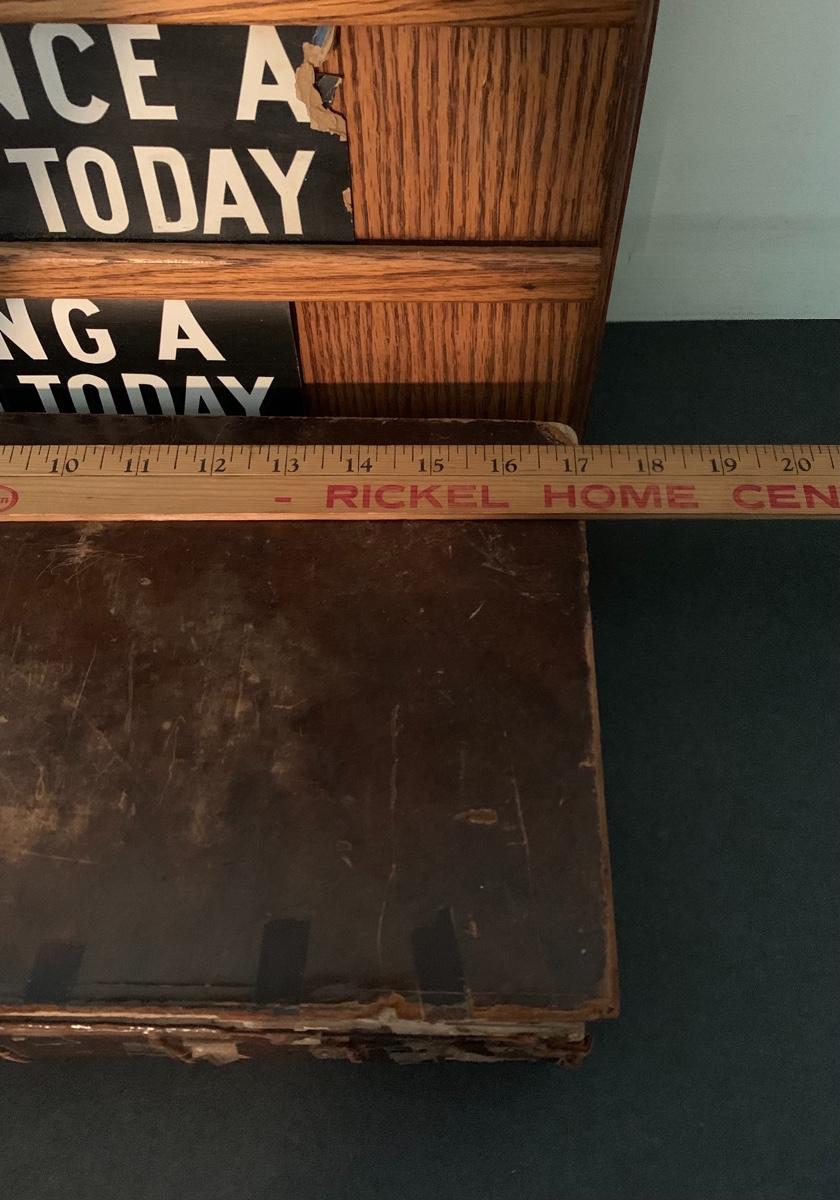 NCE A
TODAY
NG A
TODAY
10 11 12 13 14 15 16 17 18 19 20
- RICKEL HOME CEN